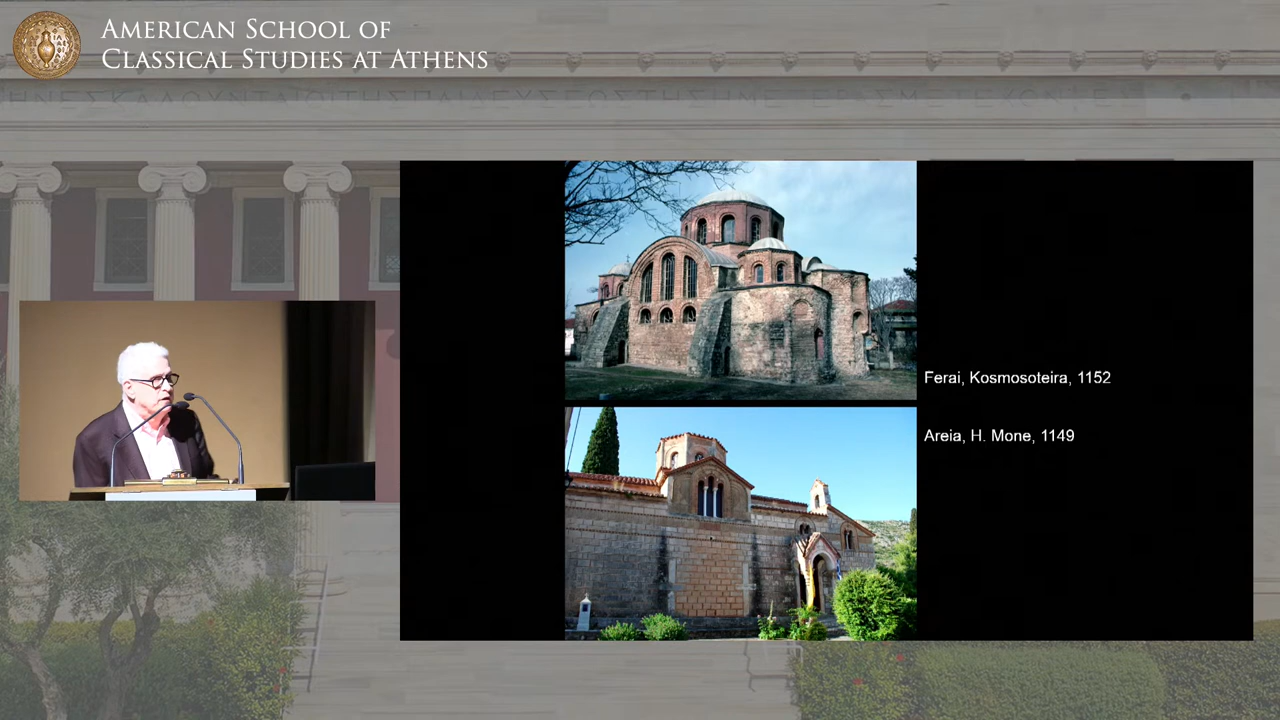 AMERICAN SCHOOL OF
CLASSICAL STUDIES AT ATHENS
Ferai, Kosmosoteira, 1152
Areia, H. Mone, 1149